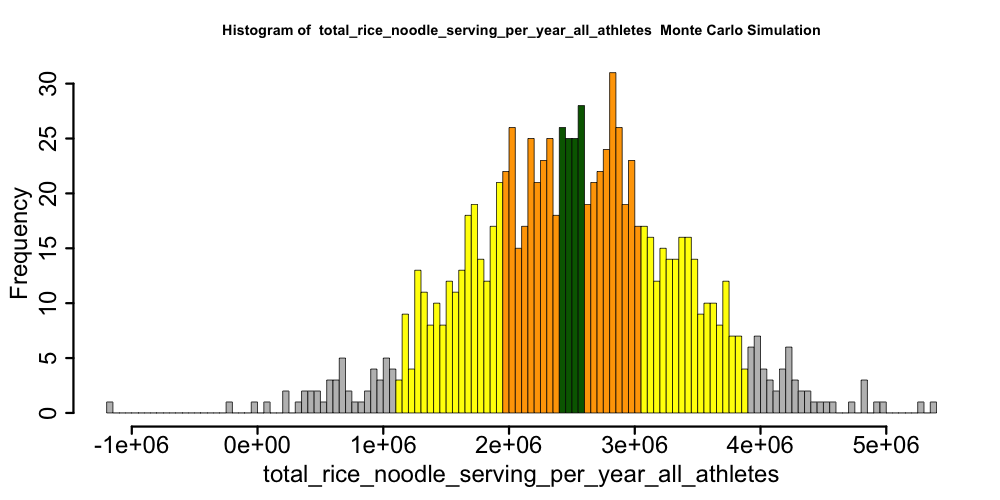 Histogram of  total_rice_noodle_serving_per_year_all_athletes  Monte Carlo Simulation
Frequency
30
25
20
15
10
5
0
-1e+06 0e+00 1e+06 2e+06 3e+06 4e+06 5e+06
total_rice_noodle_serving_per_year_all_athletes